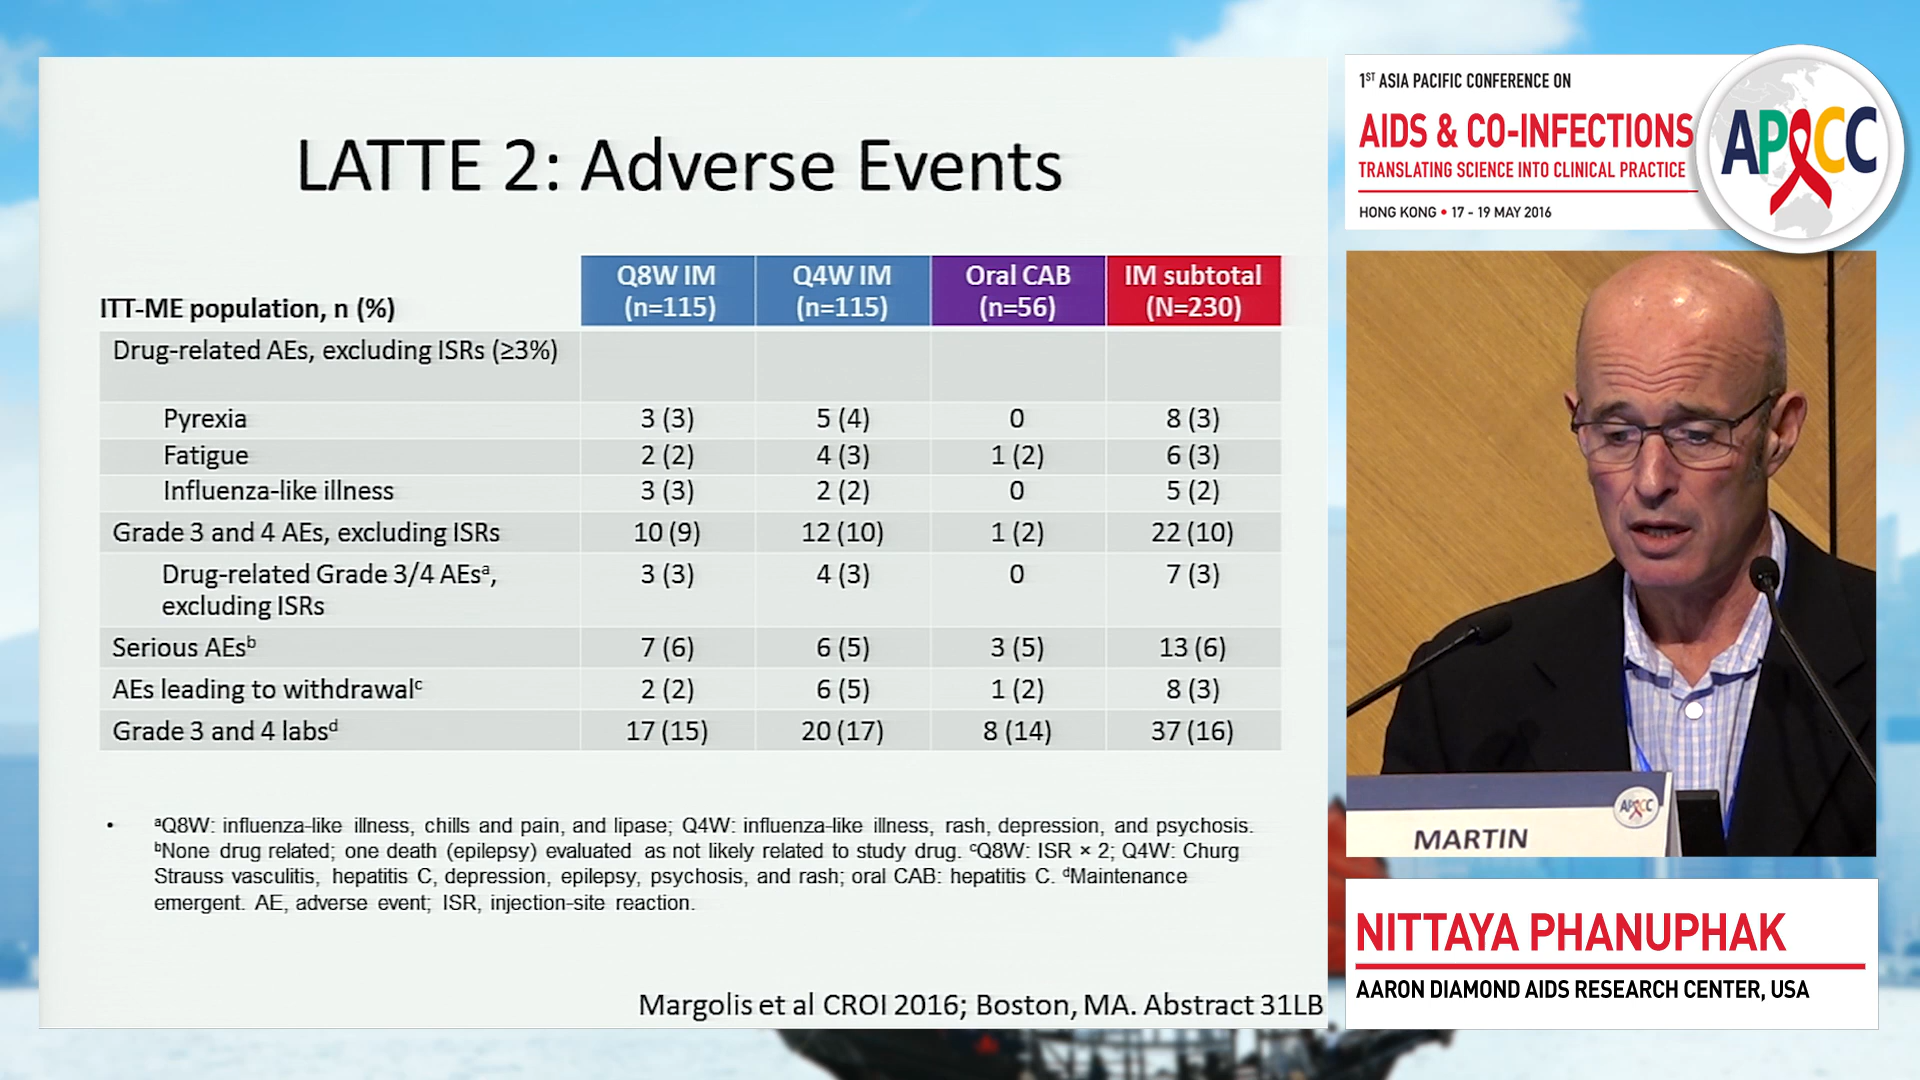 LATTE 2: Adverse Events
ITT-ME population, n (%)
Q8W IM (n=115)
Q4W IM (n=115)
Oral CAB (n=56)
IM subtotal (N=230)
Drug-related AEs, excluding ISRs (≥3%)
Pyrexia 3 (3) 5 (4) 0 8 (3)
Fatigue 2 (2) 4 (3) 1 (2) 6 (3)
Influenza-like illness 3 (3) 2 (2) 0 5 (2)
Grade 3 and 4 AEs, excluding ISRs 10 (9) 12 (10) 1 (2) 22 (10)
Drug-related Grade 3/4 AEsᵃ, 3 (3) 4 (3) 0 7 (3)
excluding ISRs
Serious AEsᵇ 7 (6) 6 (5) 3 (5) 13 (6)
AEs leading to withdrawalᶜ 2 (2) 6 (5) 1 (2) 8 (3)
Grade 3 and 4 labsᵈ 17 (15) 20 (17) 8 (14) 37 (16)
• ᵃQ8W: influenza-like illness, chills and pain, and lipase; Q4W: influenza-like illness, rash, depression, and psychosis.
ᵇNone drug related; one death (epilepsy) evaluated as not likely related to study drug. ᶜQ8W: ISR × 2; Q4W: Churg
Strauss vasculitis, hepatitis C, depression, epilepsy, psychosis, and rash; oral CAB: hepatitis C. ᵈMaintenance
emergent. AE, adverse event; ISR, injection-site reaction.
Margolis et al CROI 2016; Boston, MA. Abstract 31LB
1ST ASIA PACIFIC CONFERENCE ON
AIDS & CO-INFECTIONS
TRANSLATING SCIENCE INTO CLINICAL PRACTICE
HONG KONG • 17 - 19 MAY 2016
APACC
APACC
MARTIN
NITTAYA PHANUPHAK
AARON DIAMOND AIDS RESEARCH CENTER, USA